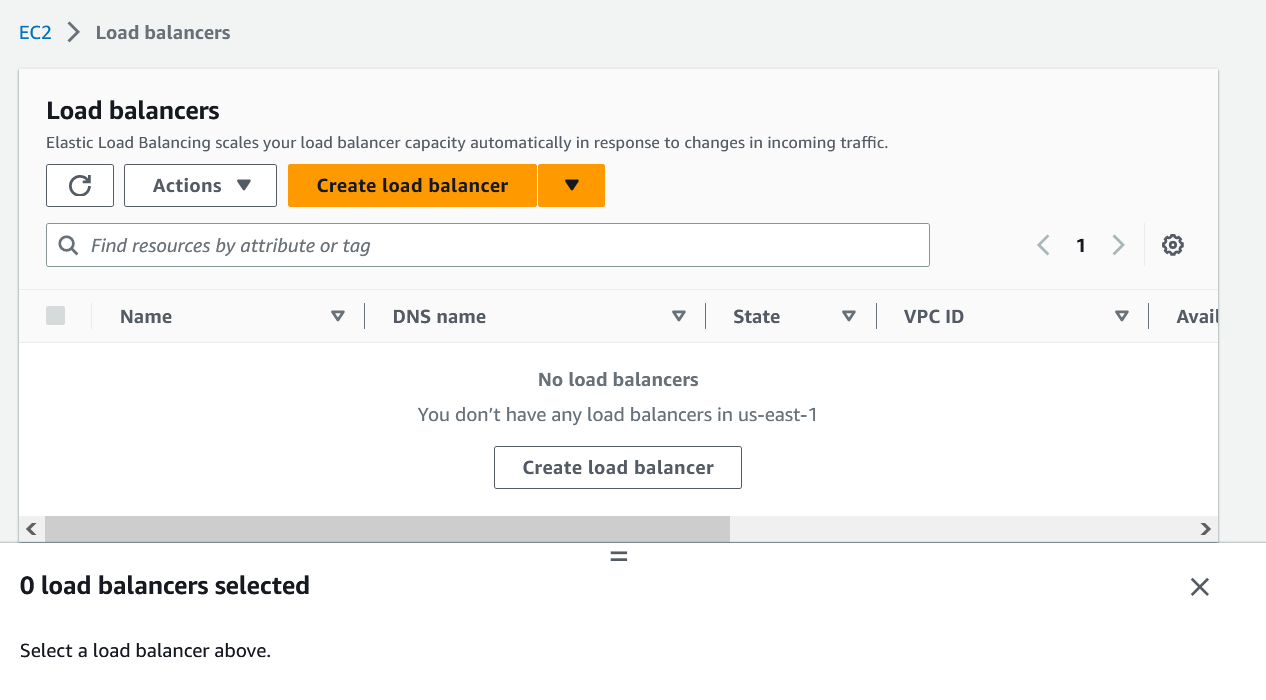 EC2 Load balancers
Load balancers
Elastic Load Balancing scales your load balancer capacity automatically in response to changes in incoming traffic.
Actions Create load balancer
Find resources by attribute or tag 1
Name DNS name State VPC ID Avail
No load balancers
You don’t have any load balancers in us-east-1
Create load balancer
0 load balancers selected
Select a load balancer above.